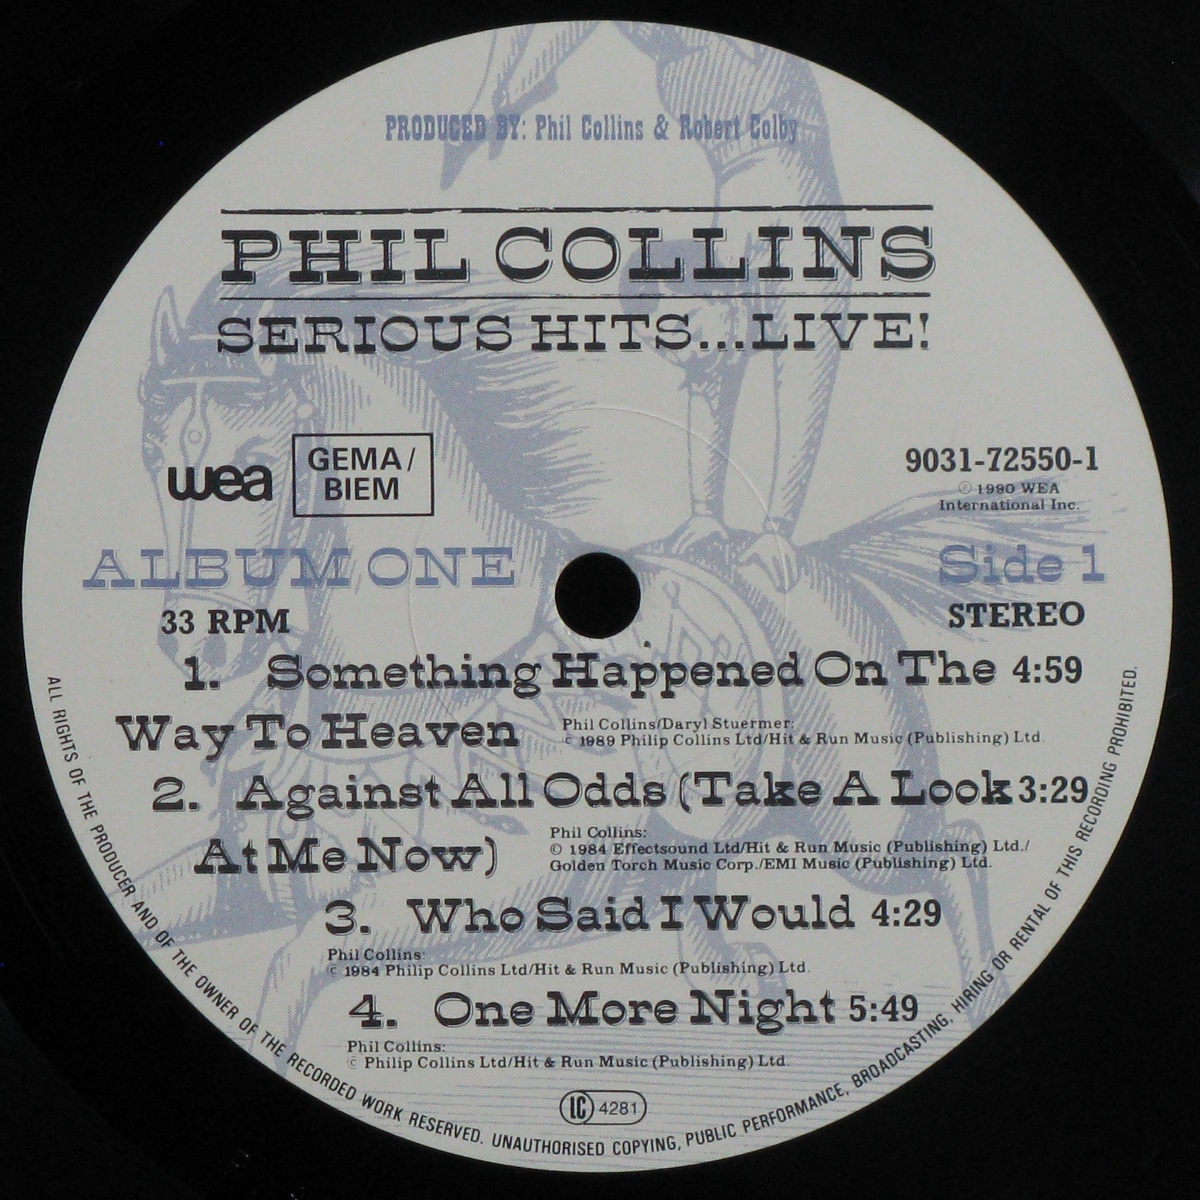 PRODUCED BY: Phil Collins & Robert Colby
PHIL COLLINS
SERIOUS HITS...LIVE!
wea
GEMA/
BIEM
9031-72550-1
℗ 1990 WEA
International Inc.
ALBUM ONE
Side 1
33 RPM
STEREO
1. Something Happened On The 4:59
Way To Heaven
Phil Collins/Daryl Stuermer:
© 1989 Philip Collins Ltd/Hit & Run Music (Publishing) Ltd.
2. Against All Odds (Take A Look 3:29
At Me Now)
Phil Collins:
© 1984 Effectsound Ltd/Hit & Run Music (Publishing) Ltd./
Golden Torch Music Corp./EMI Music (Publishing) Ltd.
3. Who Said I Would 4:29
Phil Collins:
© 1984 Philip Collins Ltd/Hit & Run Music (Publishing) Ltd.
4. One More Night 5:49
Phil Collins:
© Philip Collins Ltd/Hit & Run Music (Publishing) Ltd.
LC 4281
ALL RIGHTS OF THE PRODUCER AND OF THE OWNER OF THE RECORDED WORK RESERVED. UNAUTHORISED COPYING, PUBLIC PERFORMANCE, BROADCASTING, HIRING OR RENTAL OF THIS RECORDING PROHIBITED.